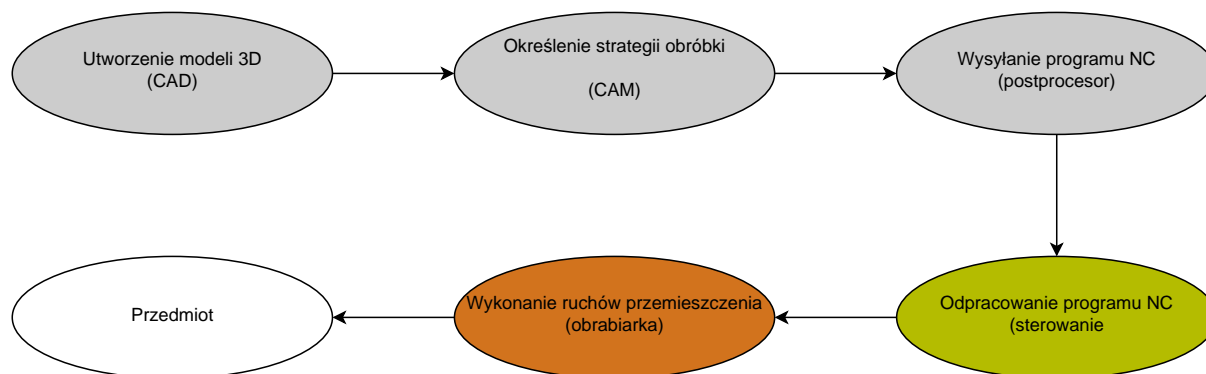 Utworzenie modeli 3D
(CAD)
Określenie strategii obróbki
(CAM)
Wysyłanie programu NC
(postprocesor)
Odpracowanie programu NC
(sterowanie
Wykonanie ruchów przemieszczenia
(obrabiarka)
Przedmiot